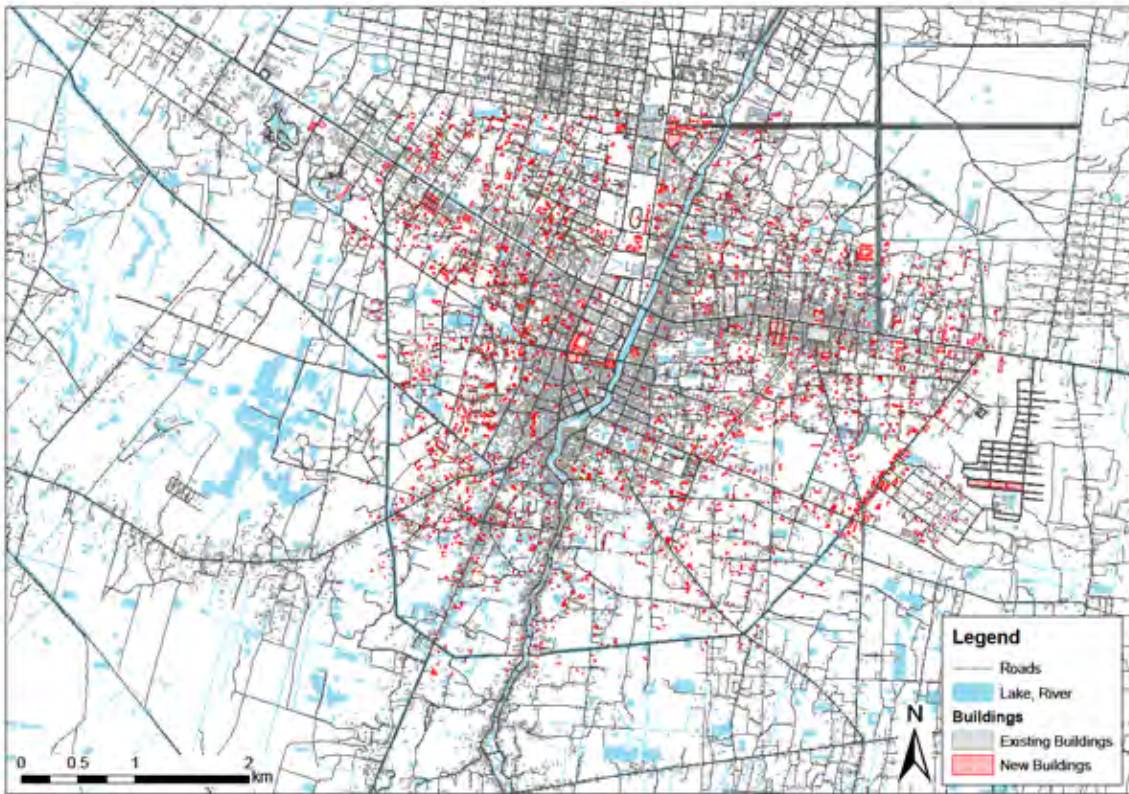 Legend
Roads
Lake, River
Buildings
Existing Buildings
New Buildings
N
0 0.5 1 2
km